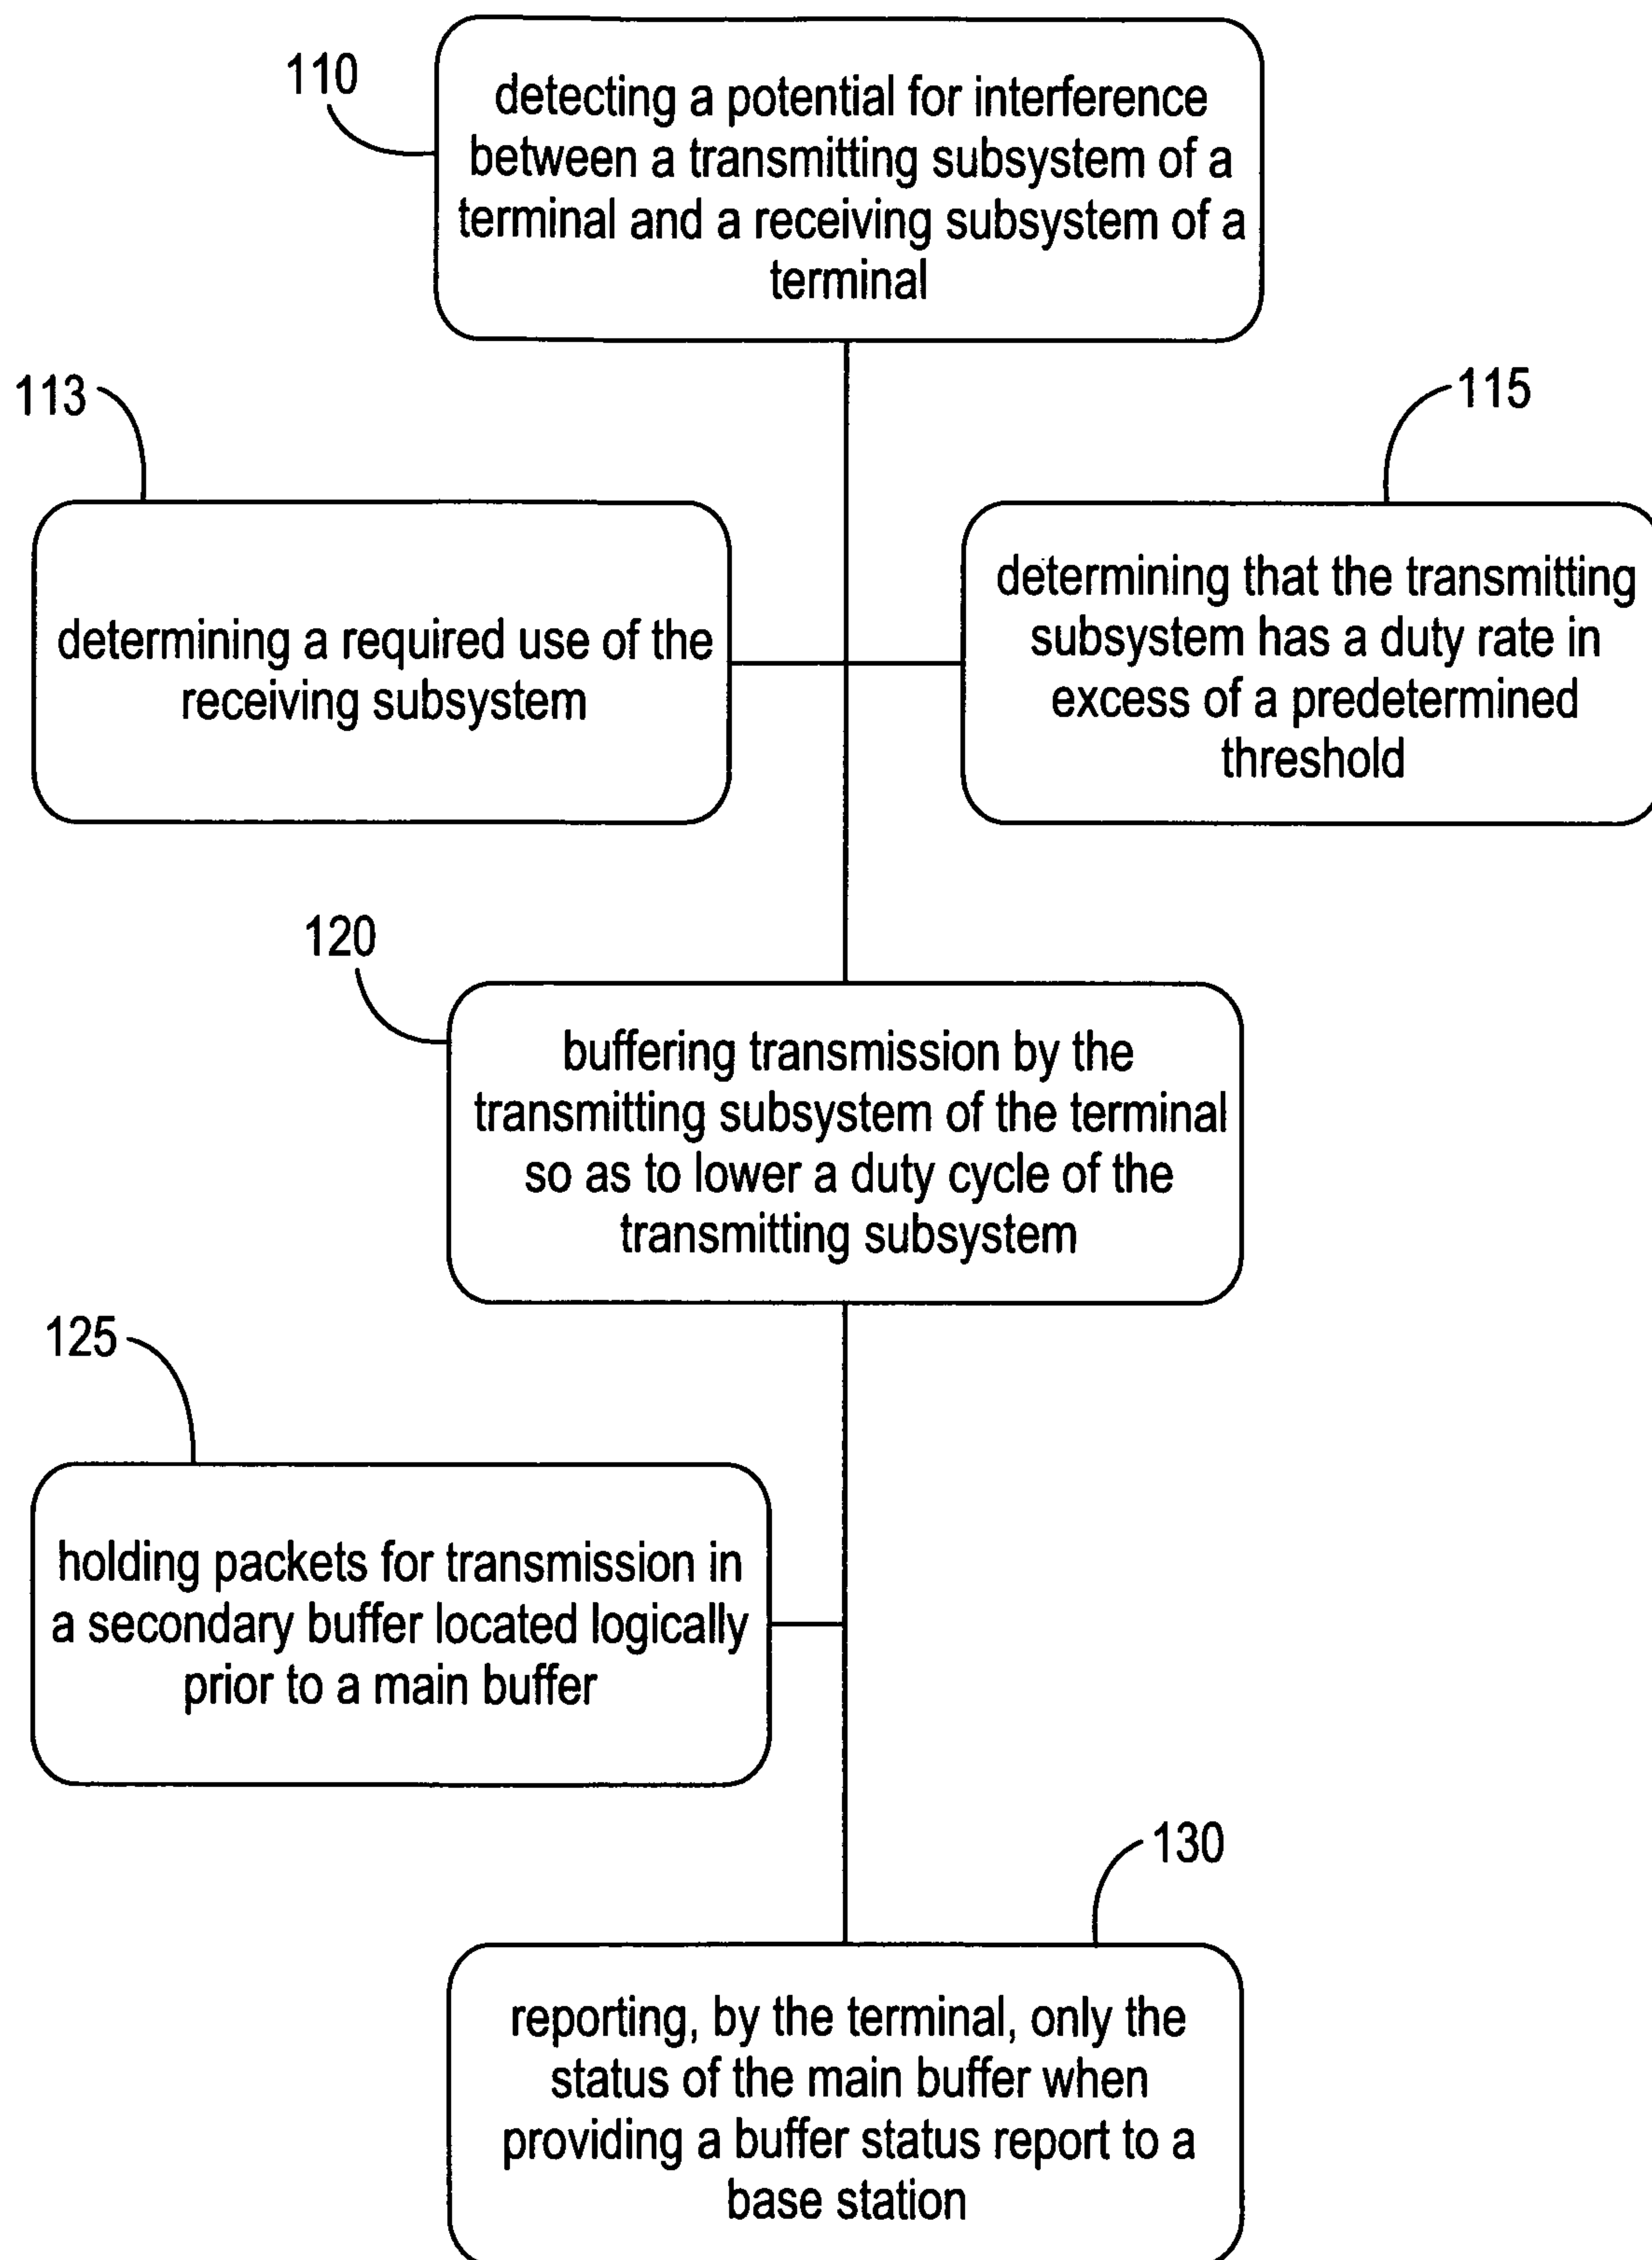 110
detecting a potential for interference
between a transmitting subsystem of a
terminal and a receiving subsystem of a
terminal
113
determining a required use of the
receiving subsystem
115
determining that the transmitting
subsystem has a duty rate in
excess of a predetermined
threshold
120
buffering transmission by the
transmitting subsystem of the terminal
so as to lower a duty cycle of the
transmitting subsystem
125
holding packets for transmission in
a secondary buffer located logically
prior to a main buffer
130
reporting, by the terminal, only the
status of the main buffer when
providing a buffer status report to a
base station